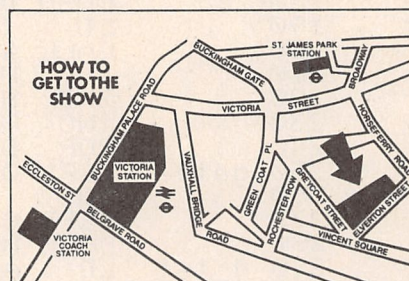 HOW TO
GET TO THE
SHOW
BUCKINGHAM GATE
ST. JAMES PARK
STATION
BROADWAY
BUCKINGHAM PALACE ROAD
VICTORIA STREET
HORSEFERRY ROAD
ECCLESTON ST
VICTORIA
STATION
VAUXHALL BRIDGE
ROAD
GREEN COAT PL
ROCHESTER ROW
GREYCOAT STREET
ELVERTON STREET
BELGRAVE ROAD
VINCENT SQUARE
VICTORIA
COACH
STATION